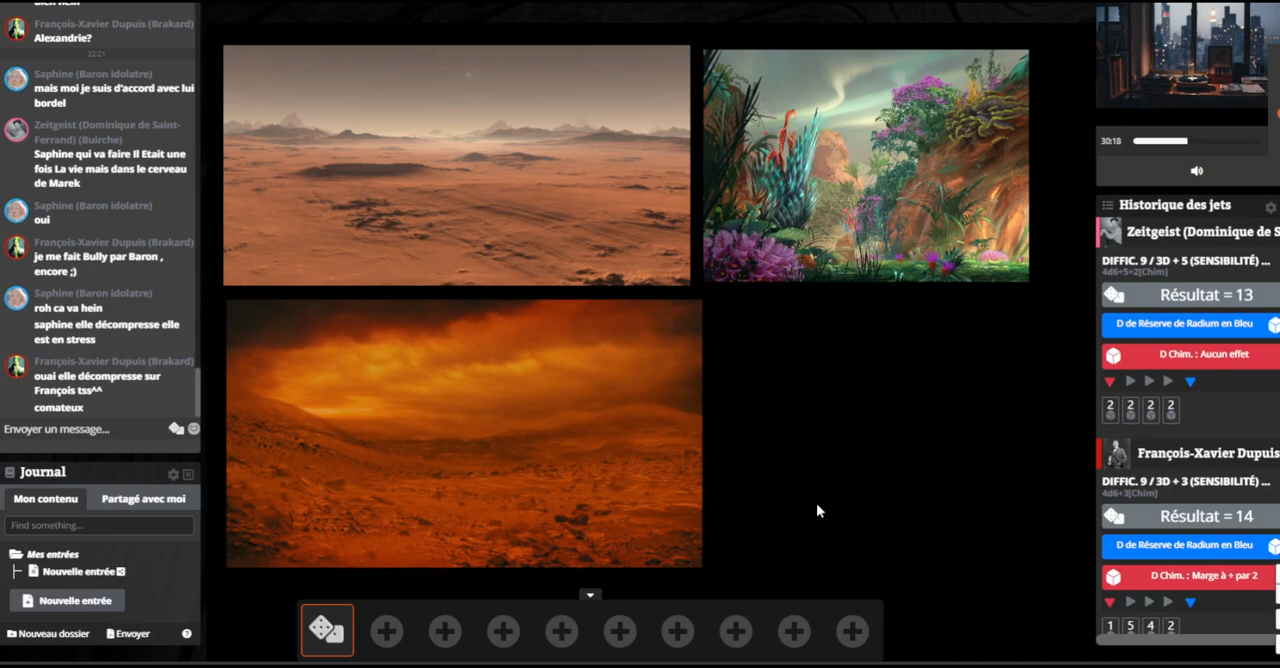 François-Xavier Dupuis (Brakard)
Alexandrie?
22:21
Saphine (Baron idolatre)
mais moi je suis d'accord avec lui
bordel
Zeitgeist (Dominique de Saint-
Ferrand) (Buirche)
Saphine qui va faire Il Etait une
fois La vie mais dans le cerveau
de Marek
Saphine (Baron idolatre)
oui
François-Xavier Dupuis (Brakard)
je me fait Bully par Baron ,
encore ;)
Saphine (Baron idolatre)
roh ca va hein
saphine elle décompresse elle
est en stress
François-Xavier Dupuis (Brakard)
ouai elle décompresse sur
François tss^^
comateux
Envoyer un message...
Journal
Mon contenu
Partagé avec moi
Find something...
Mes entrées
Nouvelle entrée
Nouvelle entrée
Nouveau dossier
Envoyer
?
30:18
Historique des jets
Zeitgeist (Dominique de S
DIFFIC. 9 / 3D + 5 (SENSIBILITÉ) ...
4d6+5+2[Chim]
Résultat = 13
D de Réserve de Radium en Bleu
D Chim. : Aucun effet
2 2 2 2
François-Xavier Dupuis
DIFFIC. 9 / 3D + 3 (SENSIBILITÉ) ...
4d6+3[Chim]
Résultat = 14
D de Réserve de Radium en Bleu
D Chim. : Marge à ÷ par 2
1 5 4 2